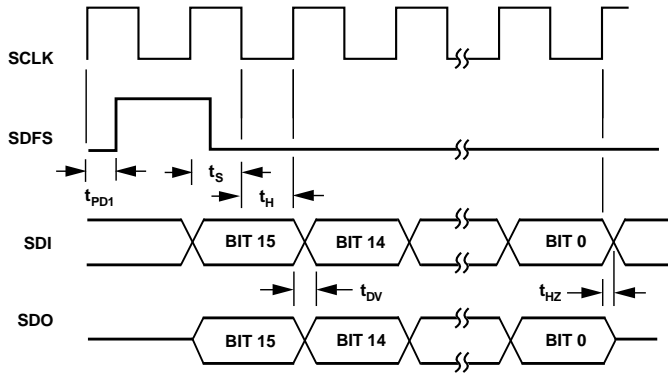 SCLK
SDFS
tPD1
tS
tH
SDI
BIT 15
BIT 14
BIT 0
tDV
tHZ
SDO
BIT 15
BIT 14
BIT 0